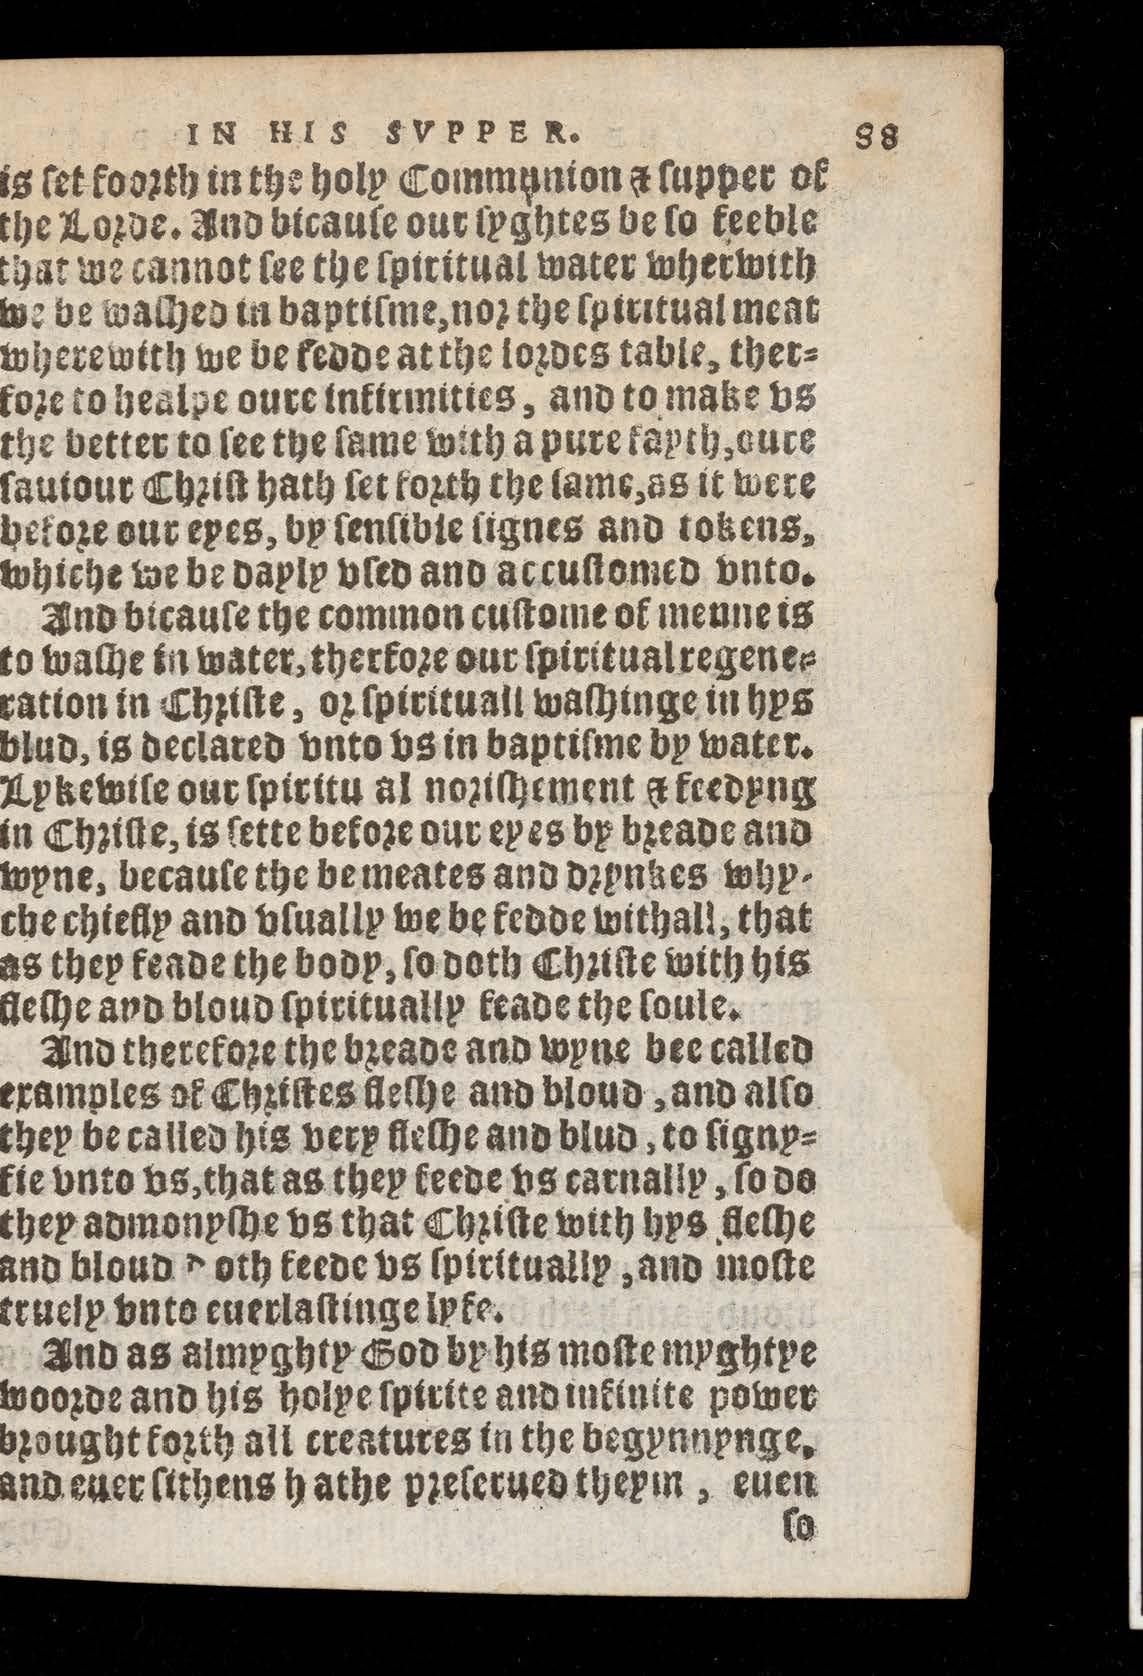 IN HIS SVPPER. 88
is ſet foorth in the holy Communion & ſupper of
the Lorde. And bicauſe our ſyghtes be ſo feeble
that we cannot ſee the ſpiritual water wherwith
we be waſhed in baptiſme, nor the ſpiritual meat
wherewith we be fedde at the lordes table, ther=
fore to healpe oure infirmities, and to make vs
the better to ſee the ſame with a pure fayth, oure
ſauiour Chriſt hath ſet forth the ſame, as it were
before our eyes, by ſenſible ſignes and tokens,
whiche we be dayly vſed and accuſtomed vnto.
And bicauſe the common cuſtome of menne is
to waſhe in water, therfore our ſpiritual regene=
ration in Chriſte, or ſpirituall waſhinge in hys
blud, is declared vnto vs in baptiſme by water.
Lykewiſe our ſpiritu al noriſhement & feedyng
in Chriſte, is ſette before our eyes by breade and
wyne, becauſe the be meates and drynkes why-
che chiefly and vſually we be fedde withall, that
as they feade the body, ſo doth Chriſte with his
fleſhe and bloud ſpiritually feade the ſoule.
And therefore the breade and wyne bee called
examples of Chriſtes fleſhe and bloud, and alſo
they be called his very fleſhe and blud, to ſigny=
fie vnto vs, that as they feede vs carnally, ſo do
they admonyſhe vs that Chriſte with hys fleſhe
and bloud doth feede vs ſpiritually, and moſte
truely vnto euerlaſtinge lyfe.
And as almyghty God by his moſte myghtye
woorde and his holye ſpirite and infinite power
brought forth all creatures in the begynnynge.
and euer ſithens hathe preſerued theym, euen
ſo